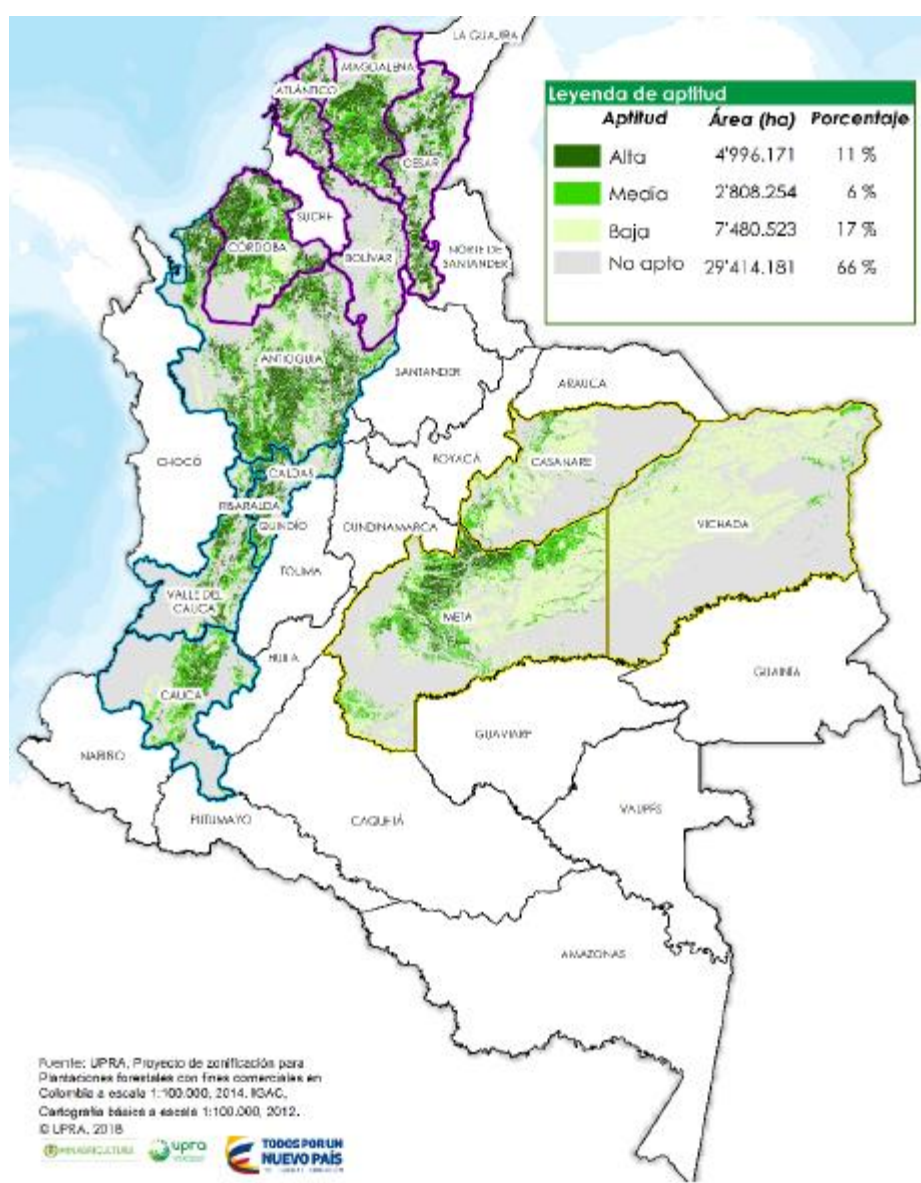 LA GUAJIRA
MAGDALENA
ATLÁNTICO
CESAR
SUCRE
CÓRDOBA
BOLÍVAR
NORTE DE
SANTANDER
ANTIOQUIA
SANTANDER
ARAUCA
CHOCÓ
BOYACÁ
CASANARE
CALDAS
RISARALDA
QUINDÍO
CUNDINAMARCA
VICHADA
TOLIMA
VALLE DEL
CAUCA
META
HUILA
GUAINÍA
CAUCA
GUAVIARE
NARIÑO
VAUPÉS
PUTUMAYO
CAQUETÁ
AMAZONAS
Leyenda de aptitud
Aptitud Área (ha) Porcentaje
Alta 4'996.171 11 %
Media 2'808.254 6 %
Baja 7'480.523 17 %
No apto 29'414.181 66 %
Fuente: UPRA, Proyecto de zonificación para
Plantaciones forestales con fines comerciales en
Colombia a escala 1:100.000, 2014. IGAC,
Cartografía básica a escala 1:100.000, 2012.
© UPRA, 2018
MINAGRICULTURA
upra
TODOS POR UN
NUEVO PAÍS